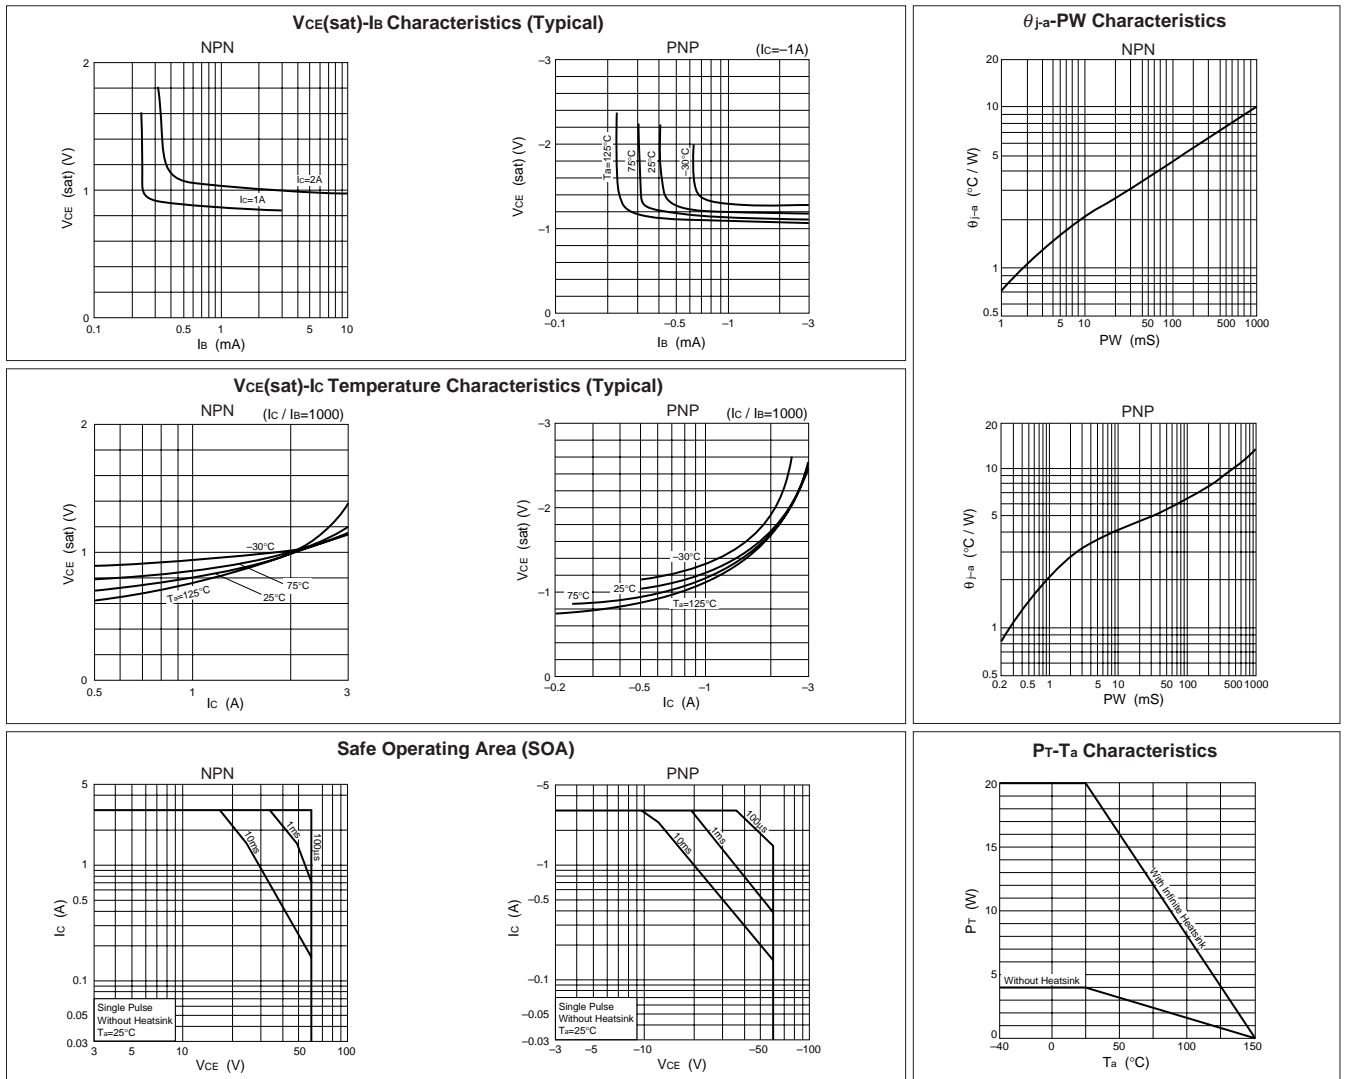 VCE(sat)-IB Characteristics (Typical)
NPN
2
1
0
VCE (sat) (V)
IC=2A
IC=1A
0.1
0.5
1
5
10
IB (mA)
PNP
(IC=–1A)
–3
–2
–1
0
VCE (sat) (V)
Ta=125°C
75°C
25°C
–30°C
–0.1
–0.5
–1
–3
IB (mA)
θj-a-PW Characteristics
NPN
20
10
5
1
0.5
θj–a (°C / W)
1
5
10
50
100
500
1000
PW (mS)
PNP
20
10
5
1
0.5
θj–a (°C / W)
0.2
0.5
1
5
10
50
100
500
1000
PW (mS)
VCE(sat)-IC Temperature Characteristics (Typical)
NPN
(IC / IB=1000)
2
1
0
VCE (sat) (V)
–30°C
75°C
25°C
Ta=125°C
0.5
1
3
IC (A)
PNP
(IC / IB=1000)
–3
–2
–1
0
VCE (sat) (V)
–30°C
25°C
75°C
Ta=125°C
–0.2
–0.5
–1
–3
IC (A)
Safe Operating Area (SOA)
NPN
5
1
0.5
0.1
0.05
0.03
IC (A)
10ms
1ms
100µs
Single Pulse
Without Heatsink
Ta=25°C
3
5
10
50
100
VCE (V)
PNP
–5
–1
–0.5
–0.1
–0.05
–0.03
IC (A)
10ms
1ms
100µs
Single Pulse
Without Heatsink
Ta=25°C
–3
–5
–10
–50
–100
VCE (V)
PT-Ta Characteristics
20
15
10
5
0
PT (W)
With Infinite Heatsink
Without Heatsink
–40
0
50
100
150
Ta (°C)